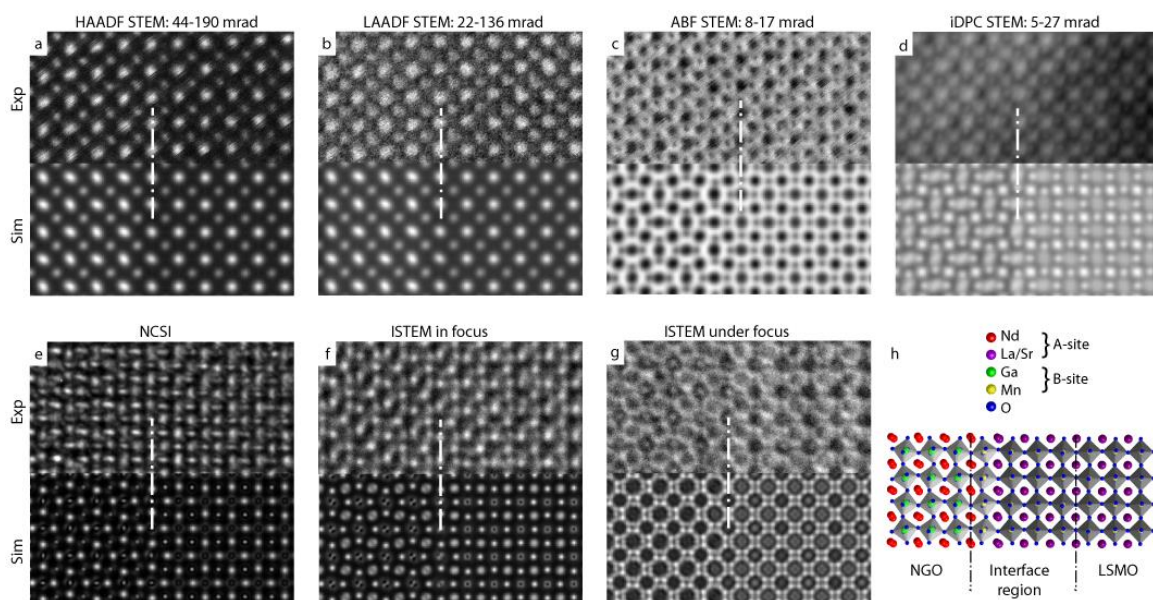 HAADF STEM: 44-190 mrad
LAADF STEM: 22-136 mrad
ABF STEM: 8-17 mrad
iDPC STEM: 5-27 mrad
a
b
c
d
Exp
Sim
NCSI
ISTEM in focus
ISTEM under focus
e
f
g
h
Exp
Sim
Nd
La/Sr
A-site
Ga
Mn
B-site
O
NGO
Interface
region
LSMO